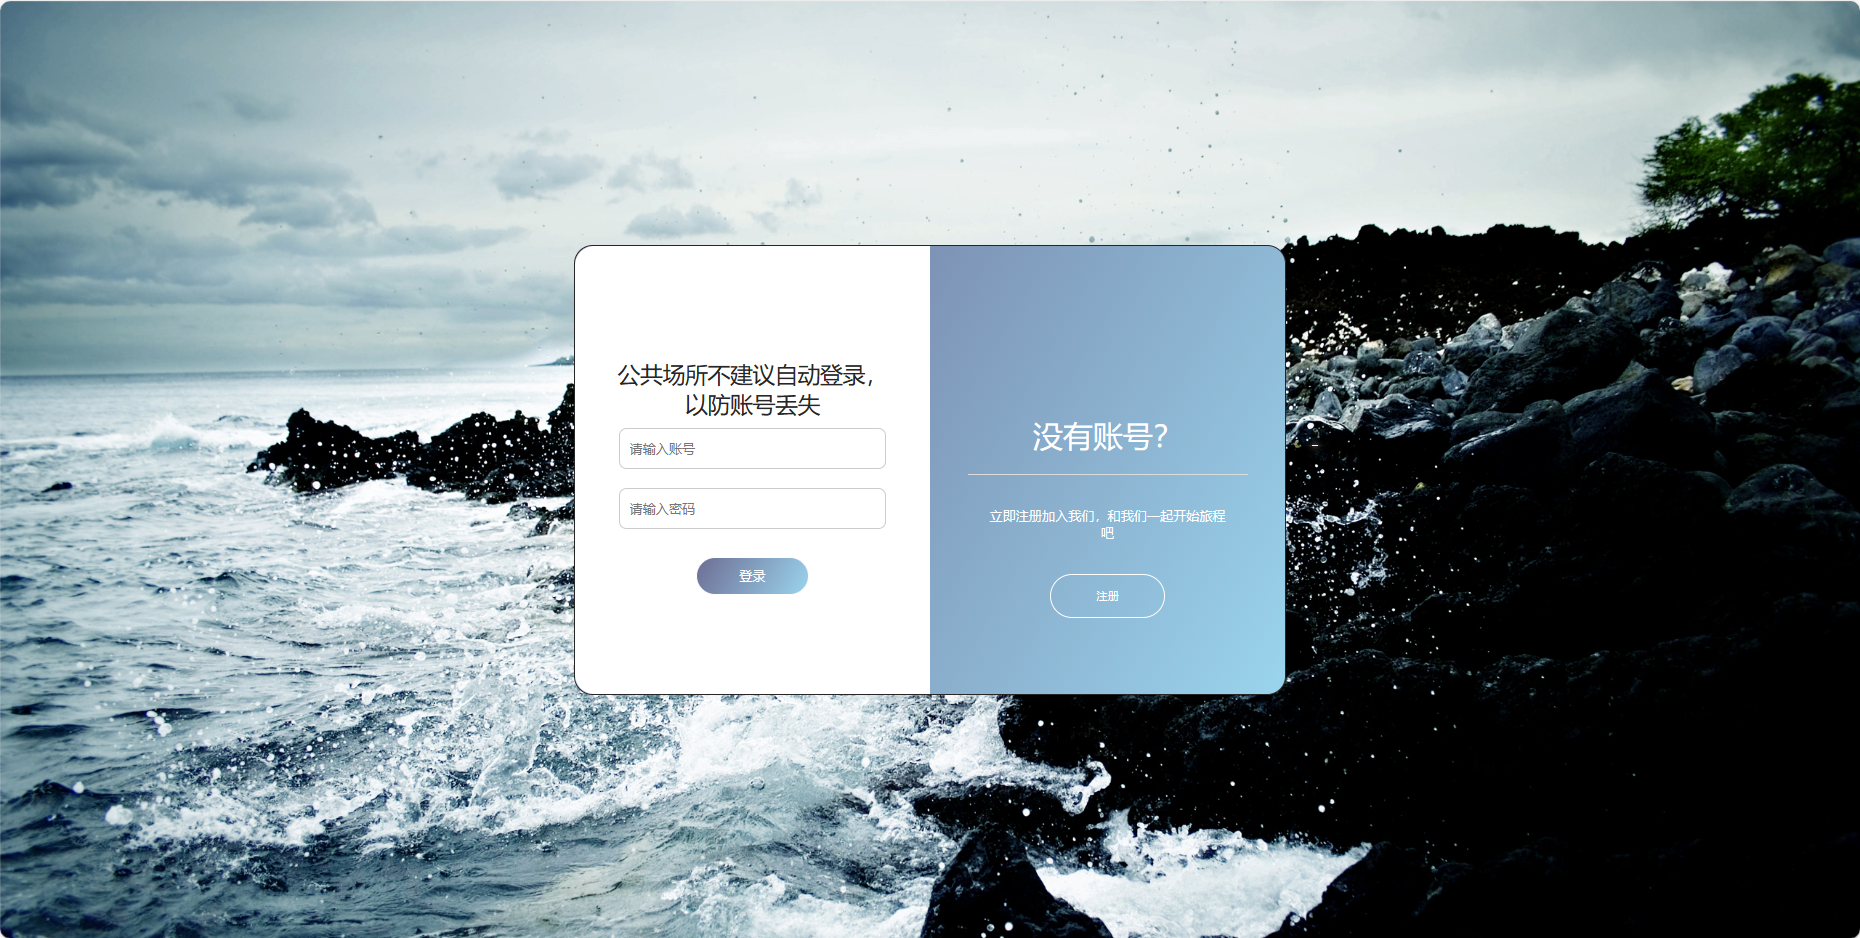 公共场所不建议自动登录，
以防账号丢失
请输入账号
请输入密码
登录
没有账号？
立即注册加入我们，和我们一起开始旅程
吧
注册